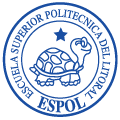 ESCUELA SUPERIOR POLITECNICA DEL LITORAL
ESPOL